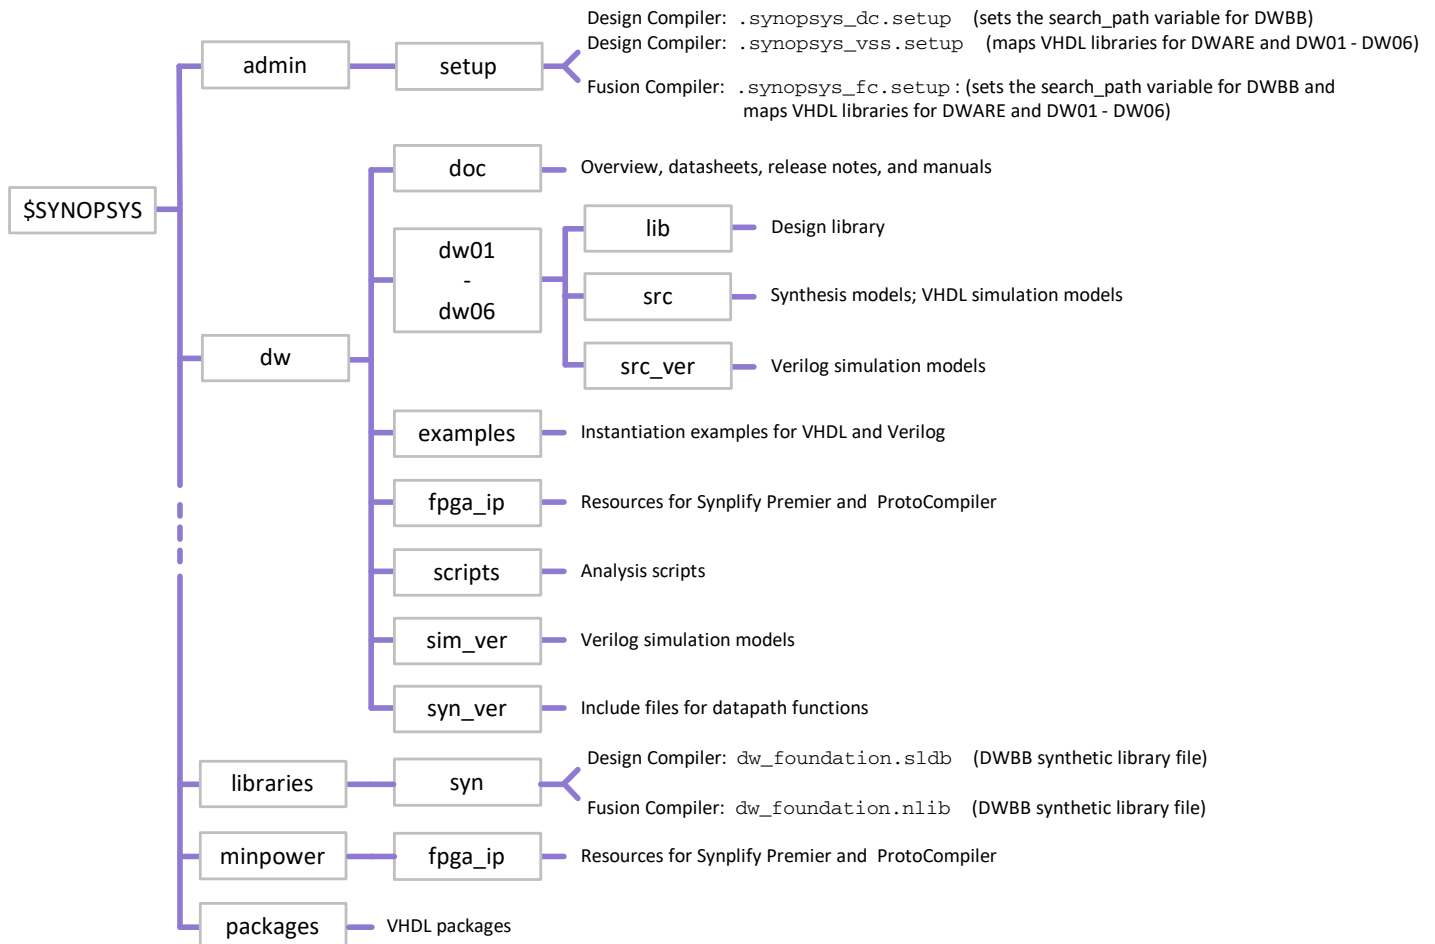 Design Compiler: .synopsys_dc.setup (sets the search_path variable for DWBB)
Design Compiler: .synopsys_vss.setup (maps VHDL libraries for DWARE and DW01 - DW06)
admin
setup
Fusion Compiler: .synopsys_fc.setup : (sets the search_path variable for DWBB and
maps VHDL libraries for DWARE and DW01 - DW06)
doc
Overview, datasheets, release notes, and manuals
$SYNOPSYS
lib
Design library
dw01
-
dw06
src
Synthesis models; VHDL simulation models
dw
src_ver
Verilog simulation models
examples
Instantiation examples for VHDL and Verilog
fpga_ip
Resources for Synplify Premier and ProtoCompiler
scripts
Analysis scripts
sim_ver
Verilog simulation models
syn_ver
Include files for datapath functions
Design Compiler: dw_foundation.sldb (DWBB synthetic library file)
libraries
syn
Fusion Compiler: dw_foundation.nlib (DWBB synthetic library file)
minpower
fpga_ip
Resources for Synplify Premier and ProtoCompiler
packages
VHDL packages